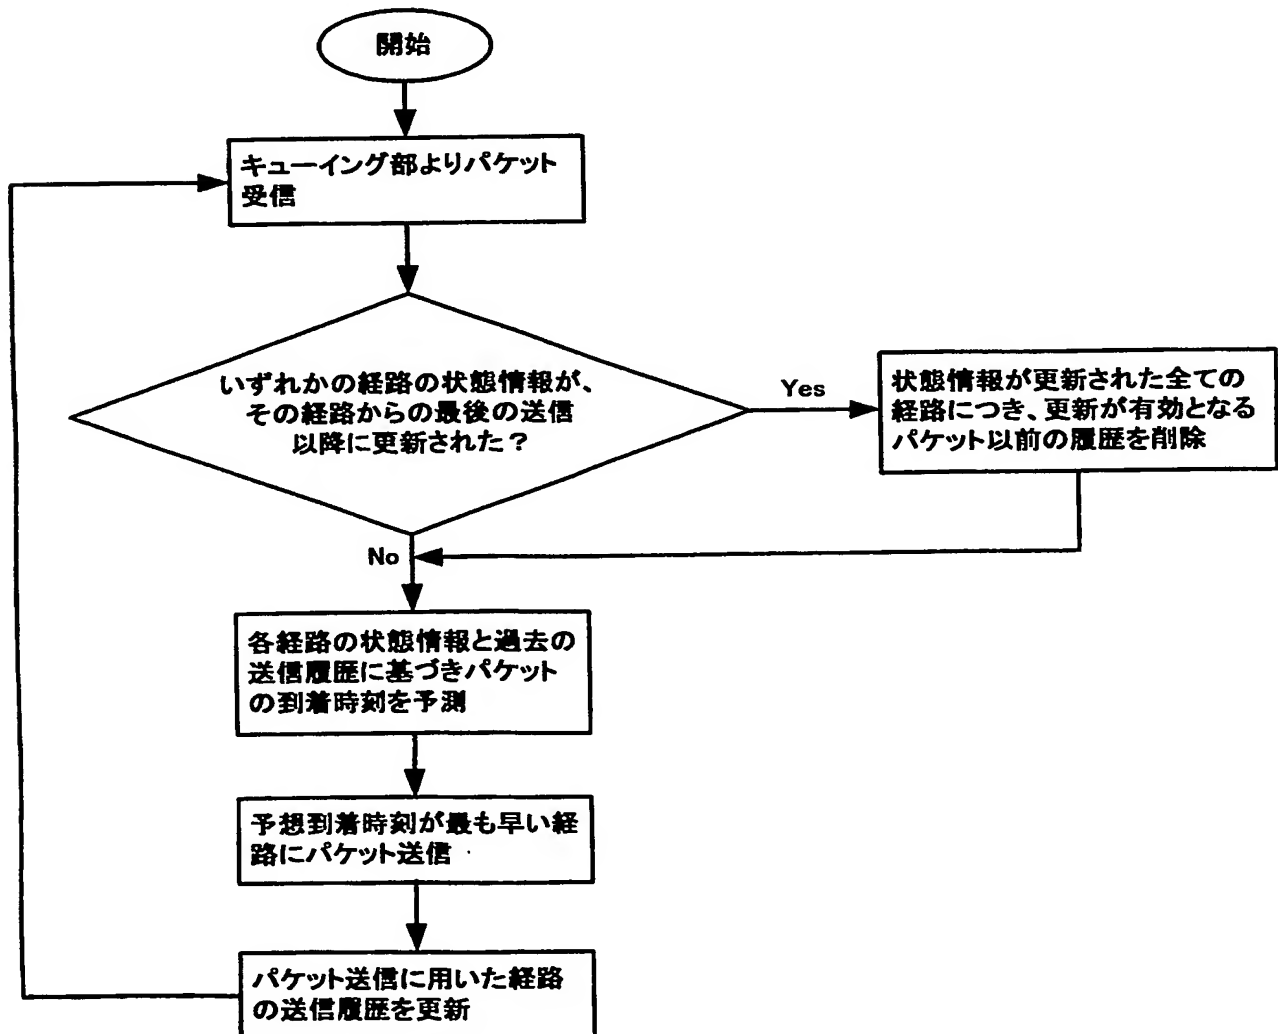 開始
キューイング部よりパケット
受信
いずれかの経路の状態情報が、
その経路からの最後の送信
以降に更新された？
Yes
状態情報が更新された全ての
経路につき、更新が有効となる
パケット以前の履歴を削除
No
各経路の状態情報と過去の
送信履歴に基づきパケット
の到着時刻を予測
予想到着時刻が最も早い経
路にパケット送信
パケット送信に用いた経路
の送信履歴を更新